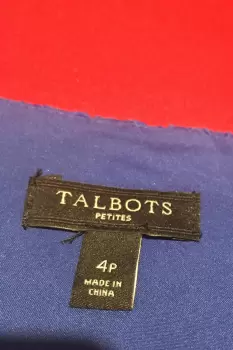 TALBOTS
PETITES
4P
MADE IN
CHINA